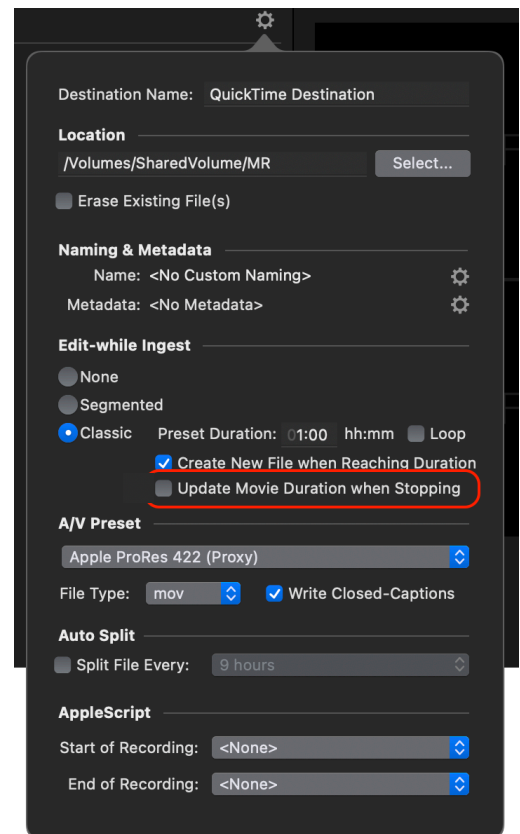 Destination Name: QuickTime Destination
Location
/Volumes/SharedVolume/MR Select...
Erase Existing File(s)
Naming & Metadata
Name: <No Custom Naming>
Metadata: <No Metadata>
Edit-while Ingest
None
Segmented
Classic Preset Duration: 01:00 hh:mm Loop
Create New File when Reaching Duration
Update Movie Duration when Stopping
A/V Preset
Apple ProRes 422 (Proxy)
File Type: mov Write Closed-Captions
Auto Split
Split File Every: 9 hours
AppleScript
Start of Recording: <None>
End of Recording: <None>